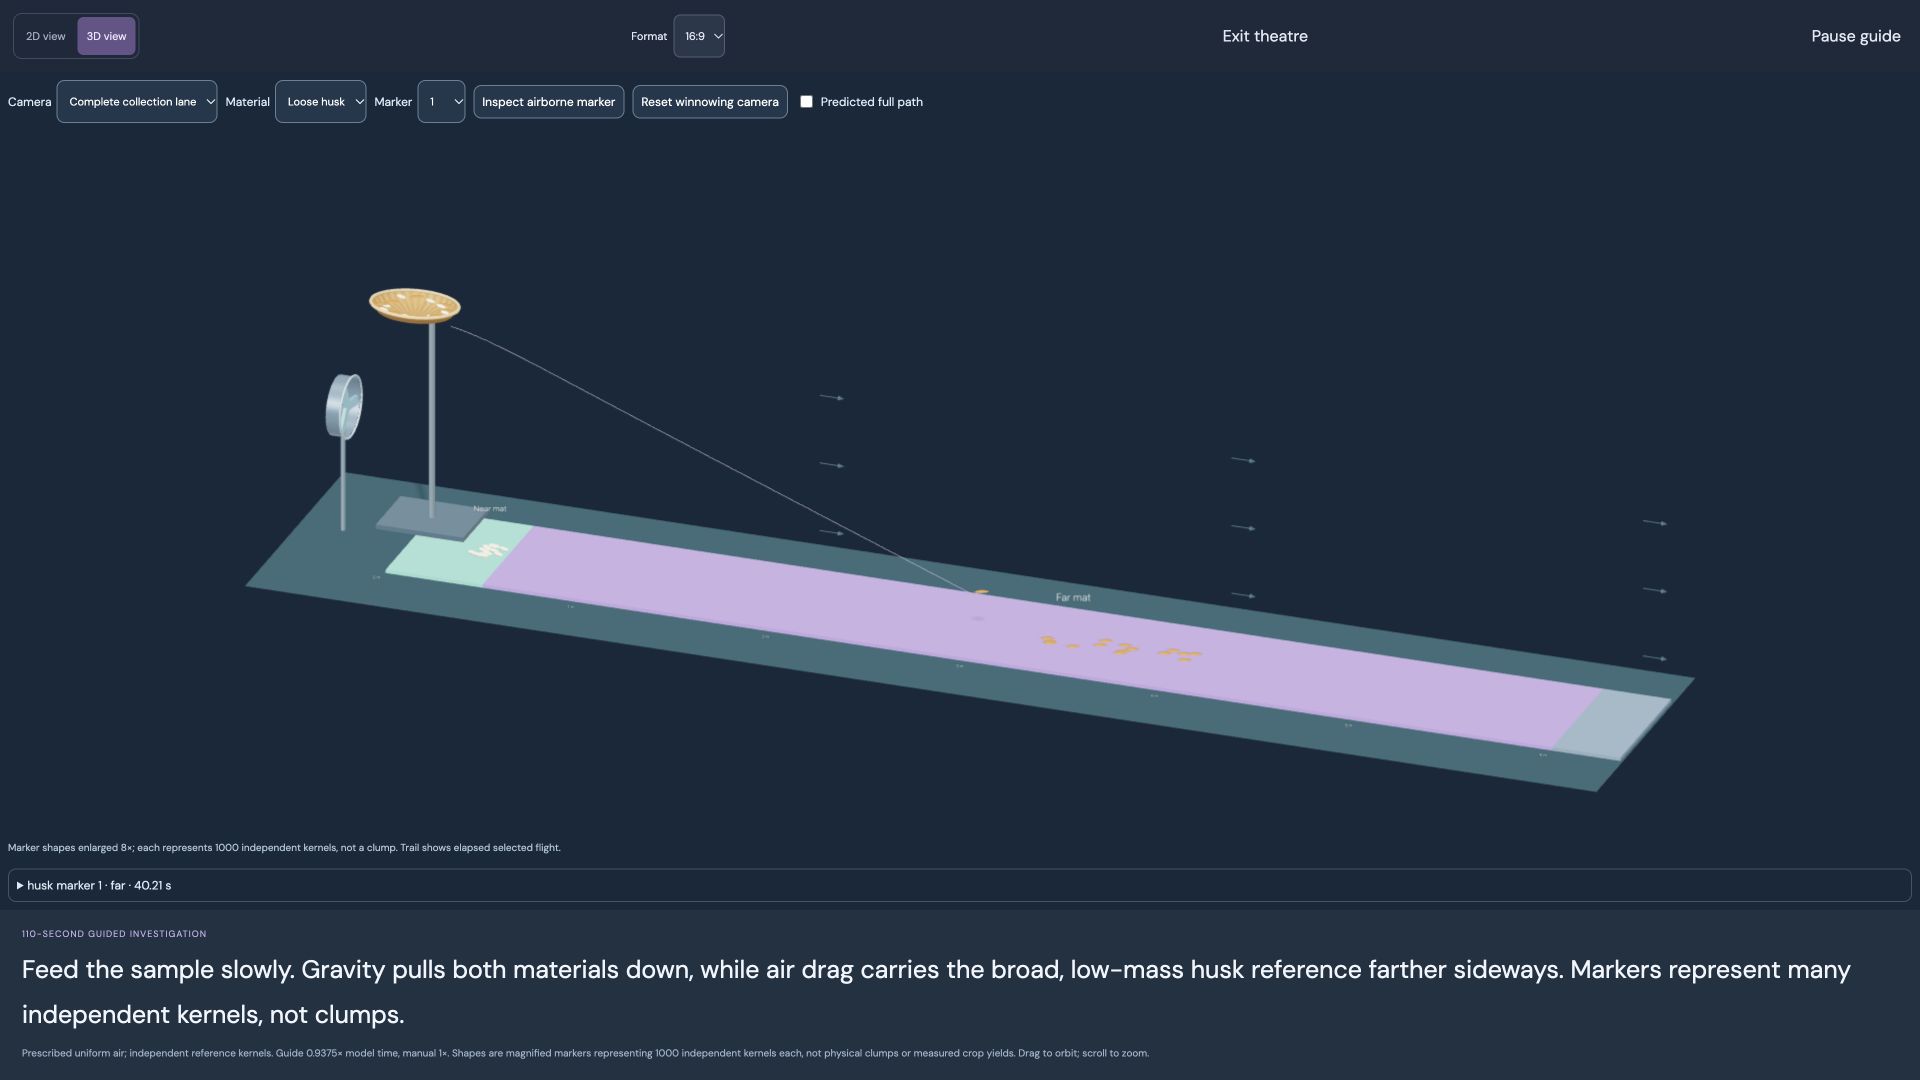 2D view
3D view
Format
16:9
Exit theatre
Pause guide
Camera
Complete collection lane
Material
Loose husk
Marker
1
Inspect airborne marker
Reset winnowing camera
Predicted full path
Near mat
Far mat
Marker shapes enlarged 8×; each represents 1000 independent kernels, not a clump. Trail shows elapsed selected flight.
husk marker 1 · far · 40.21 s
110-SECOND GUIDED INVESTIGATION
Feed the sample slowly. Gravity pulls both materials down, while air drag carries the broad, low-mass husk reference farther sideways. Markers represent many
independent kernels, not clumps.
Prescribed uniform air; independent reference kernels. Guide 0.9375× model time, manual 1×. Shapes are magnified markers representing 1000 independent kernels each, not physical clumps or measured crop yields. Drag to orbit; scroll to zoom.